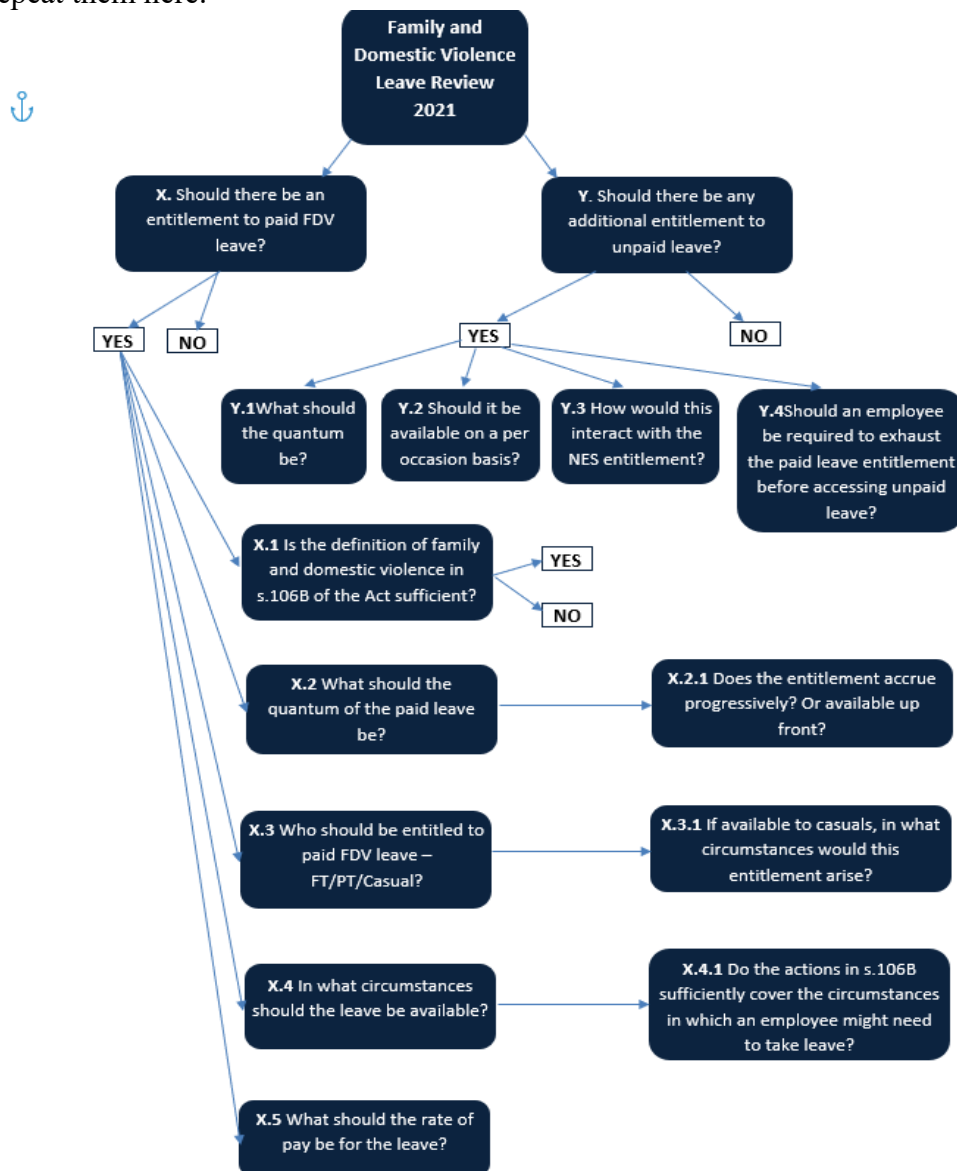 epeat them here.
Family and
Domestic Violence
Leave Review
2021
X. Should there be an
entitlement to paid FDV
leave?
Y. Should there be any
additional entitlement to
unpaid leave?
YES
NO
YES
NO
Y.1What should
the quantum
be?
Y.2 Should it be
available on a per
occasion basis?
Y.3 How would this
interact with the
NES entitlement?
Y.4Should an employee
be required to exhaust
the paid leave entitlement
before accessing unpaid
leave?
X.1 Is the definition of family
and domestic violence in
s.106B of the Act sufficient?
YES
NO
X.2 What should the
quantum of the paid leave
be?
X.2.1 Does the entitlement accrue
progressively? Or available up
front?
X.3 Who should be entitled to
paid FDV leave –
FT/PT/Casual?
X.3.1 If available to casuals, in what
circumstances would this
entitlement arise?
X.4 In what circumstances
should the leave be available?
X.4.1 Do the actions in s.106B
sufficiently cover the circumstances
in which an employee might need
to take leave?
X.5 What should the rate of
pay be for the leave?